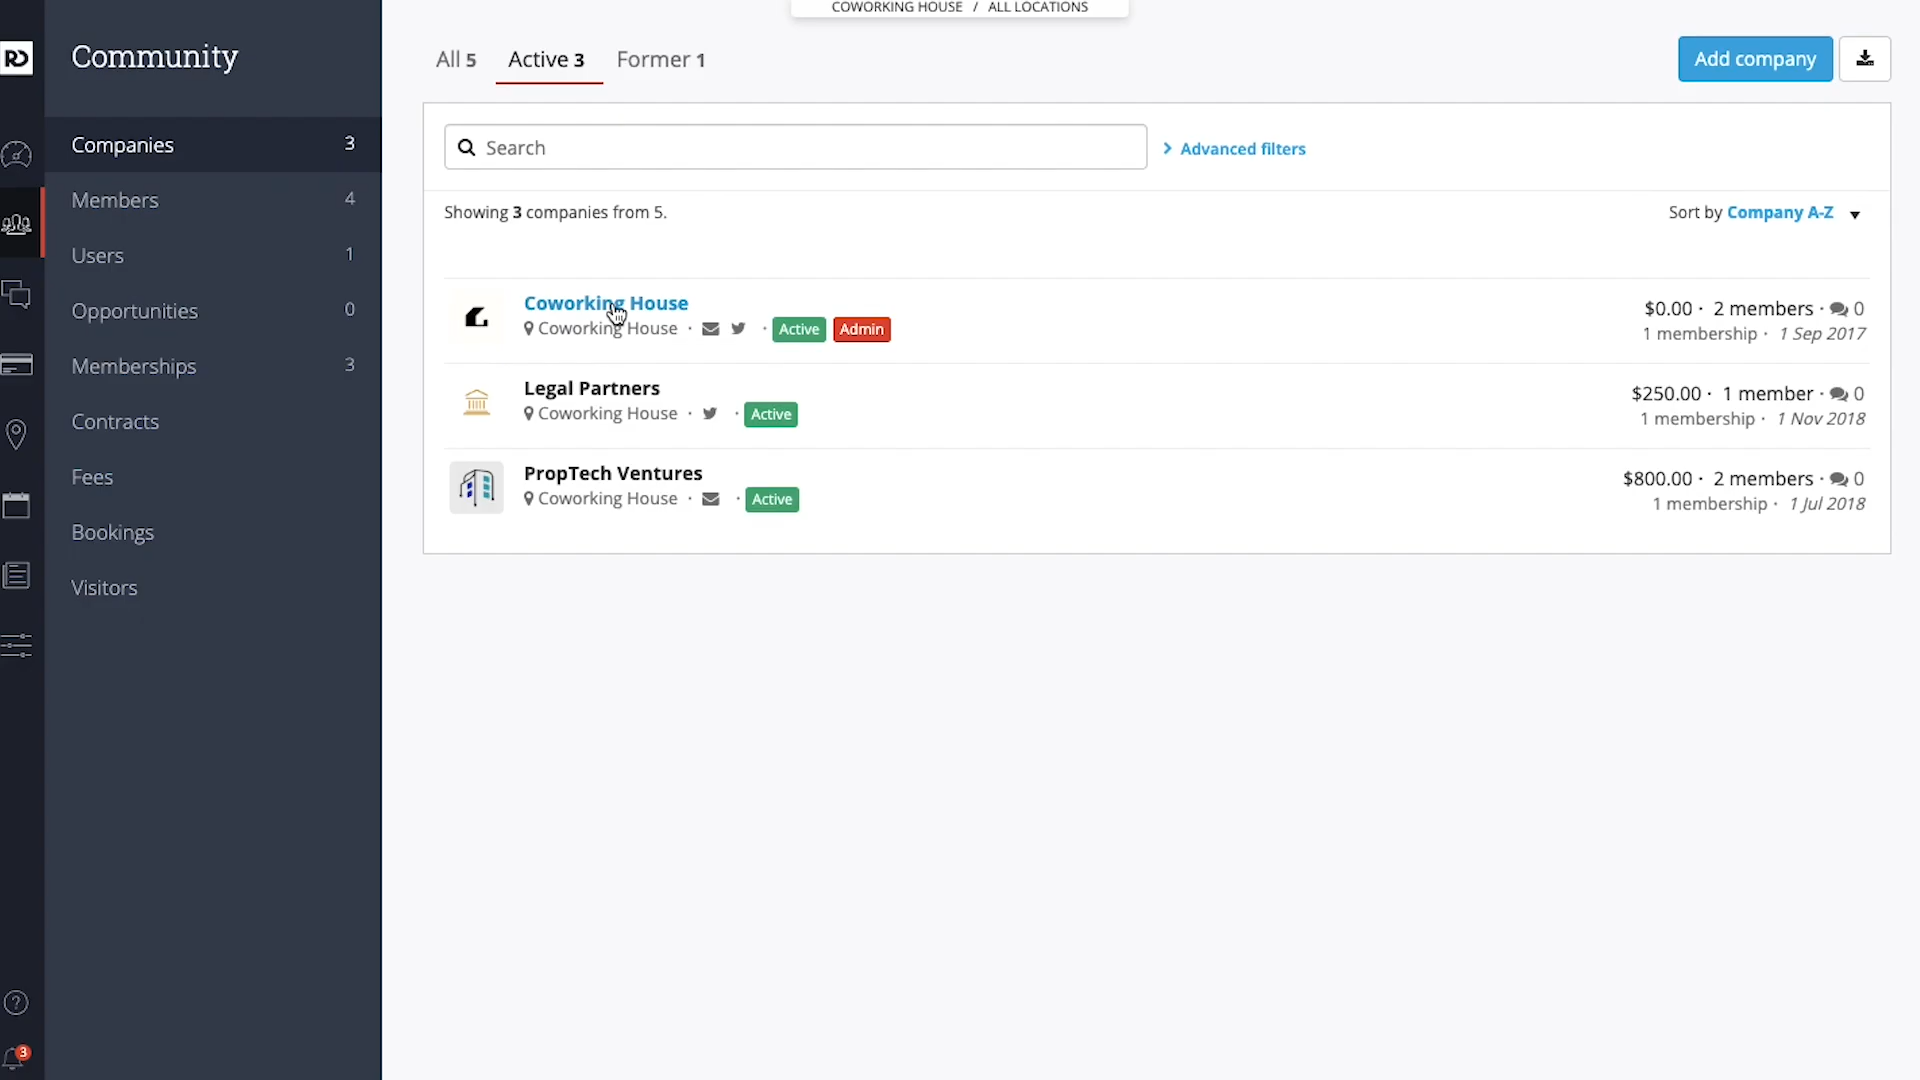 COWORKING HOUSE / ALL LOCATIONS
RD
Community
All 5
Active 3
Former 1
Add company
Companies 3
Members 4
Users 1
Opportunities 0
Memberships 3
Contracts
Fees
Bookings
Visitors
3
Search
Advanced filters
Showing 3 companies from 5.
Sort by Company A-Z
Coworking House
Coworking House · · Active Admin
$0.00 · 2 members · 0
1 membership · 1 Sep 2017
Legal Partners
Coworking House · · Active
$250.00 · 1 member · 0
1 membership · 1 Nov 2018
PropTech Ventures
Coworking House · · Active
$800.00 · 2 members · 0
1 membership · 1 Jul 2018